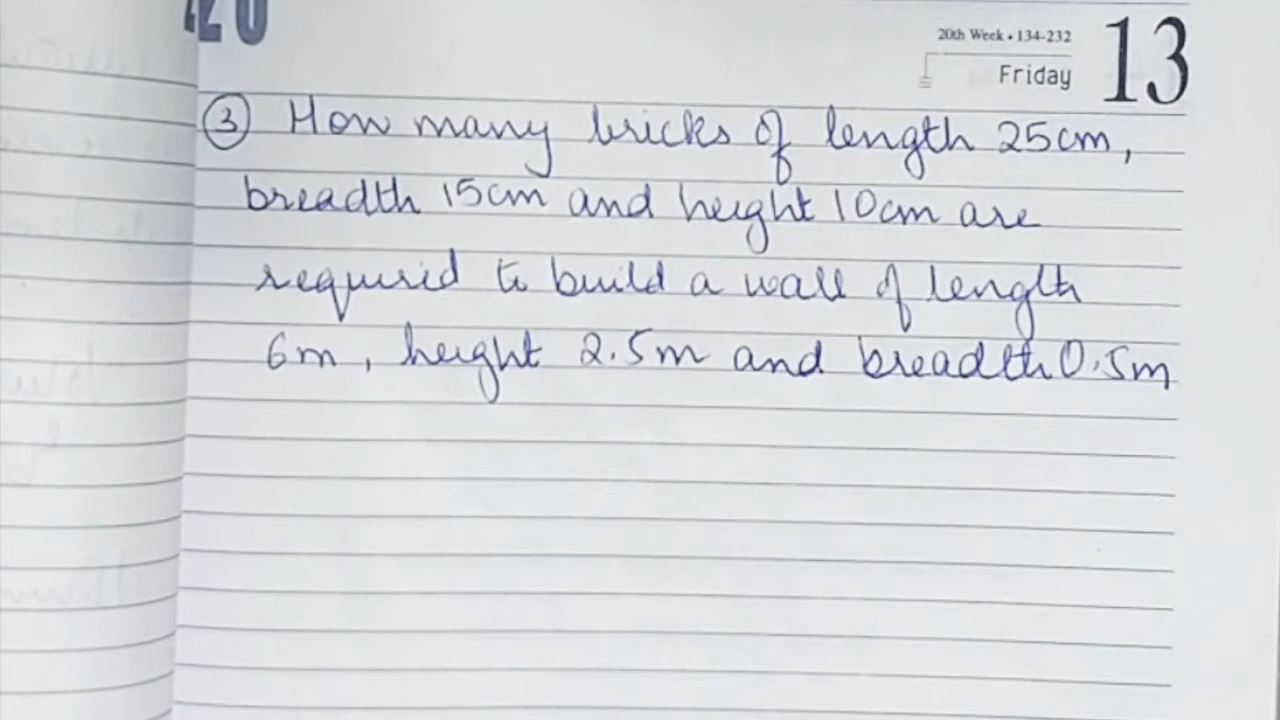 20th Week • 134-232
13
Friday
③ How many bricks of length 25cm,
breadth 15cm and height 10cm are
required to build a wall of length
6m, height 2.5m and breadth 0.5m